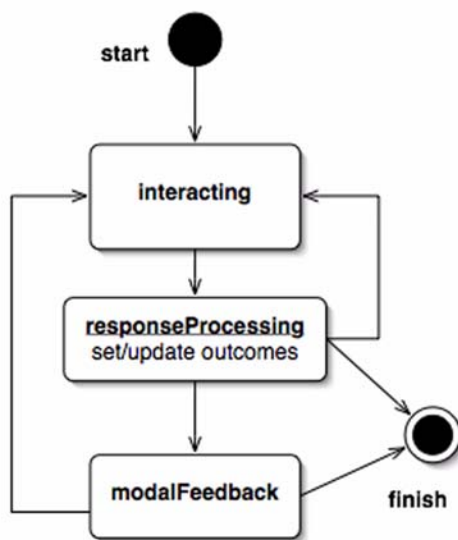 start
interacting
responseProcessing
set/update outcomes
modalFeedback
finish